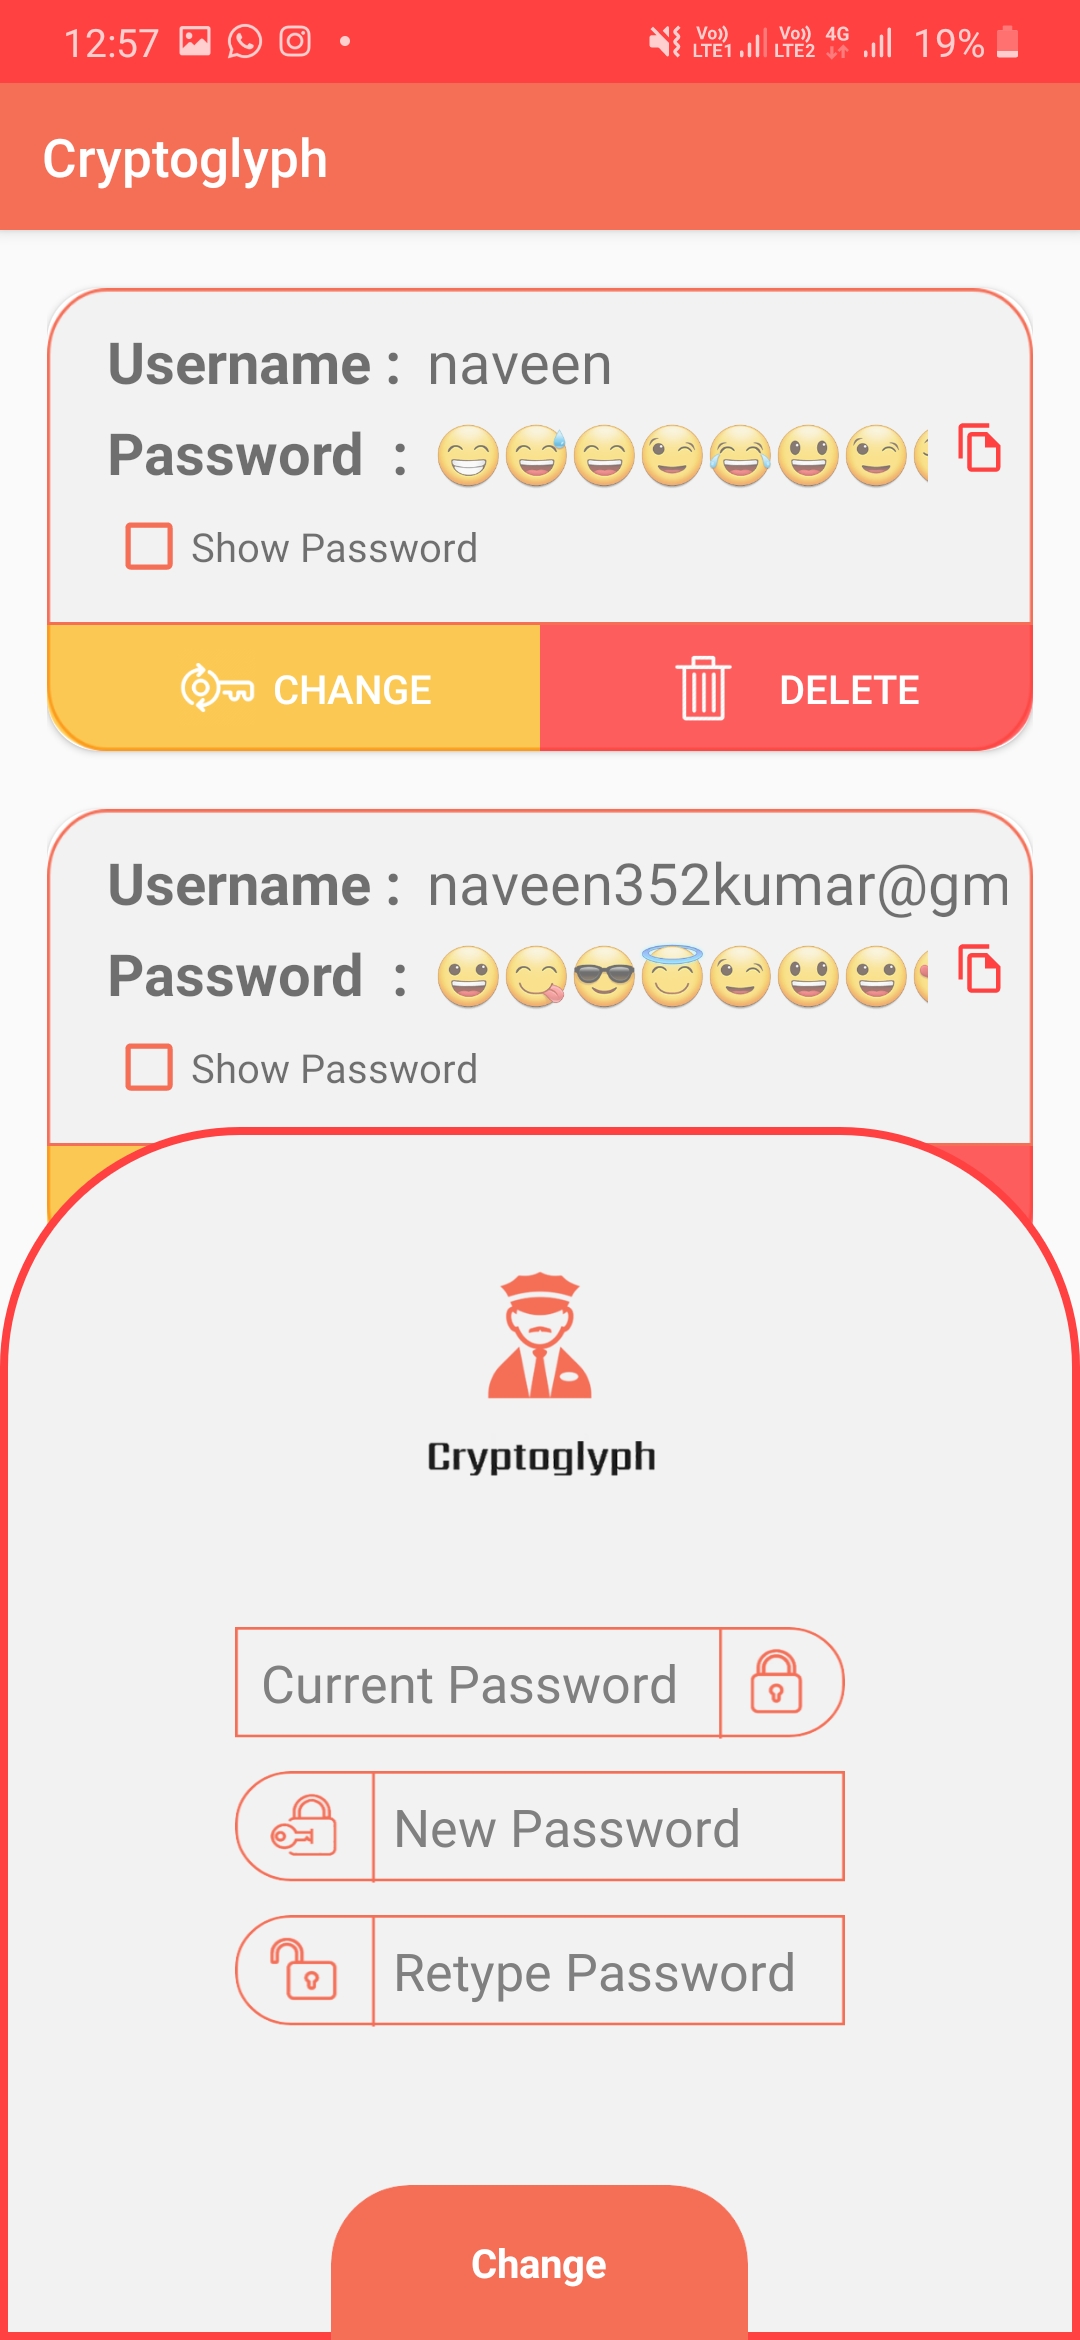 12:57 Vo)) LTE1 Vo)) LTE2 4G 19%
Cryptoglyph
Username : naveen
Password : 😁😅😄😉😂😃😉
Show Password
CHANGE DELETE
Username : naveen352kumar@gm
Password : 😀😋😎😇😉😃😀
Show Password
Cryptoglyph
Current Password
New Password
Retype Password
Change